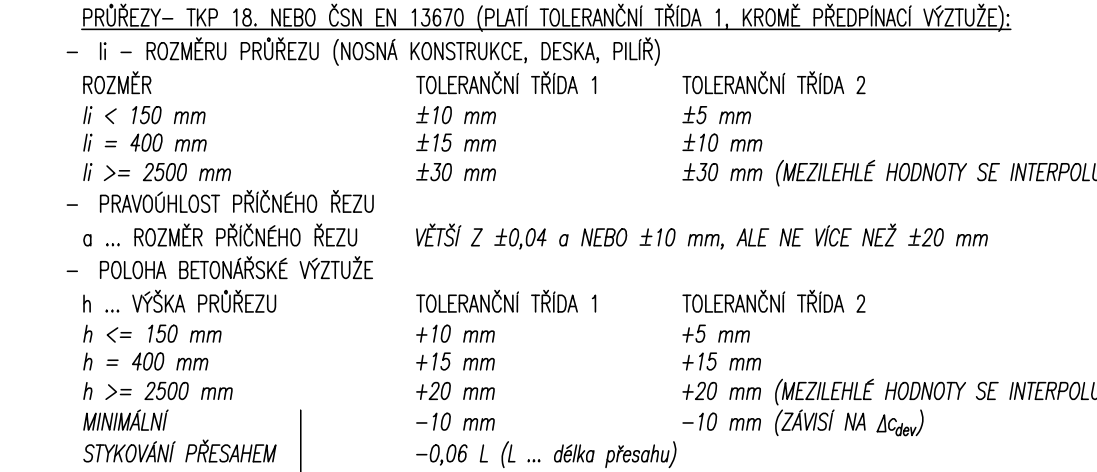 PRŮŘEZY– TKP 18. NEBO ČSN EN 13670 (PLATÍ TOLERANČNÍ TŘÍDA 1, KROMĚ PŘEDPÍNACÍ VÝZTUŽE):
– li – ROZMĚRU PRŮŘEZU (NOSNÁ KONSTRUKCE, DESKA, PILÍŘ)
ROZMĚR TOLERANČNÍ TŘÍDA 1 TOLERANČNÍ TŘÍDA 2
li < 150 mm ±10 mm ±5 mm
li = 400 mm ±15 mm ±10 mm
li >= 2500 mm ±30 mm ±30 mm (MEZILEHLÉ HODNOTY SE INTERPOLU
– PRAVOÚHLOST PŘÍČNÉHO ŘEZU
a ... ROZMĚR PŘÍČNÉHO ŘEZU VĚTŠÍ Z ±0,04 a NEBO ±10 mm, ALE NE VÍCE NEŽ ±20 mm
– POLOHA BETONÁŘSKÉ VÝZTUŽE
h ... VÝŠKA PRŮŘEZU TOLERANČNÍ TŘÍDA 1 TOLERANČNÍ TŘÍDA 2
h <= 150 mm +10 mm +5 mm
h = 400 mm +15 mm +15 mm
h >= 2500 mm +20 mm +20 mm (MEZILEHLÉ HODNOTY SE INTERPOLU
MINIMÁLNÍ –10 mm –10 mm (ZÁVISÍ NA Δcdev)
STYKOVÁNÍ PŘESAHEM –0,06 L (L ... délka přesahu)